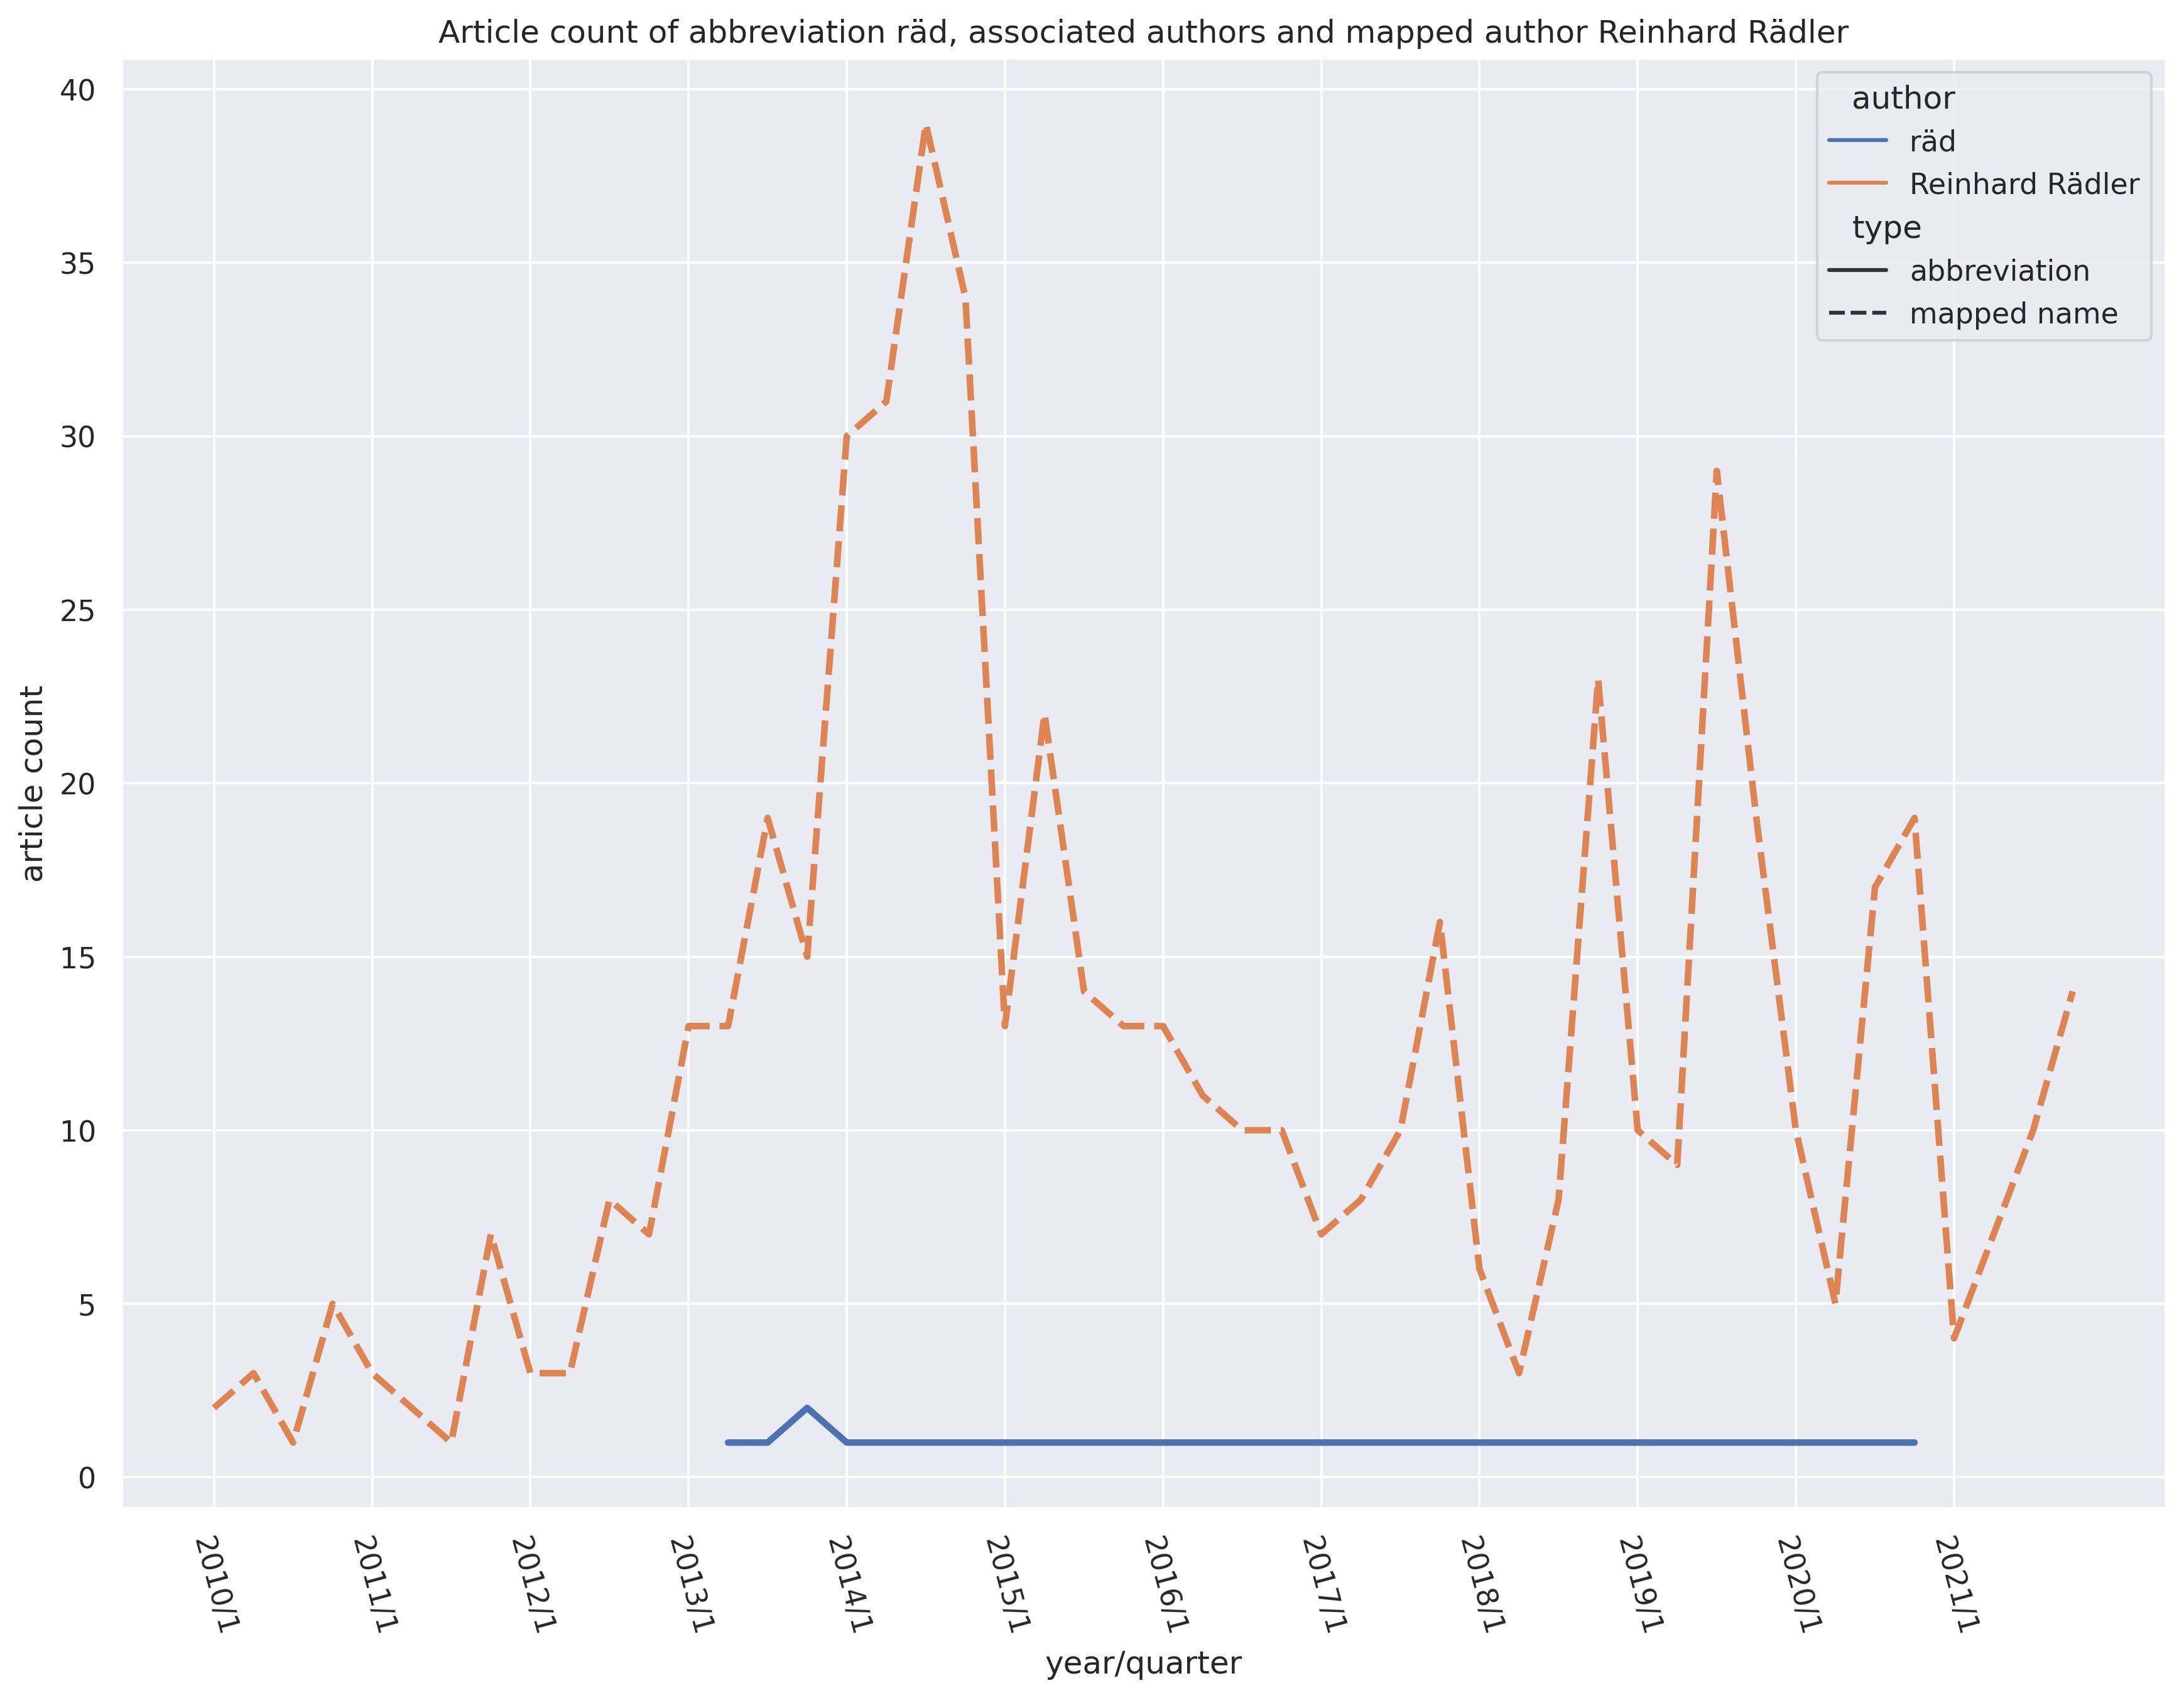 Article count of abbreviation räd, associated authors and mapped author Reinhard Rädler
40
35
30
25
20
15
10
5
0
article count
author
räd
Reinhard Rädler
type
abbreviation
mapped name
2010/1
2011/1
2012/1
2013/1
2014/1
2015/1
2016/1
2017/1
2018/1
2019/1
2020/1
2021/1
year/quarter